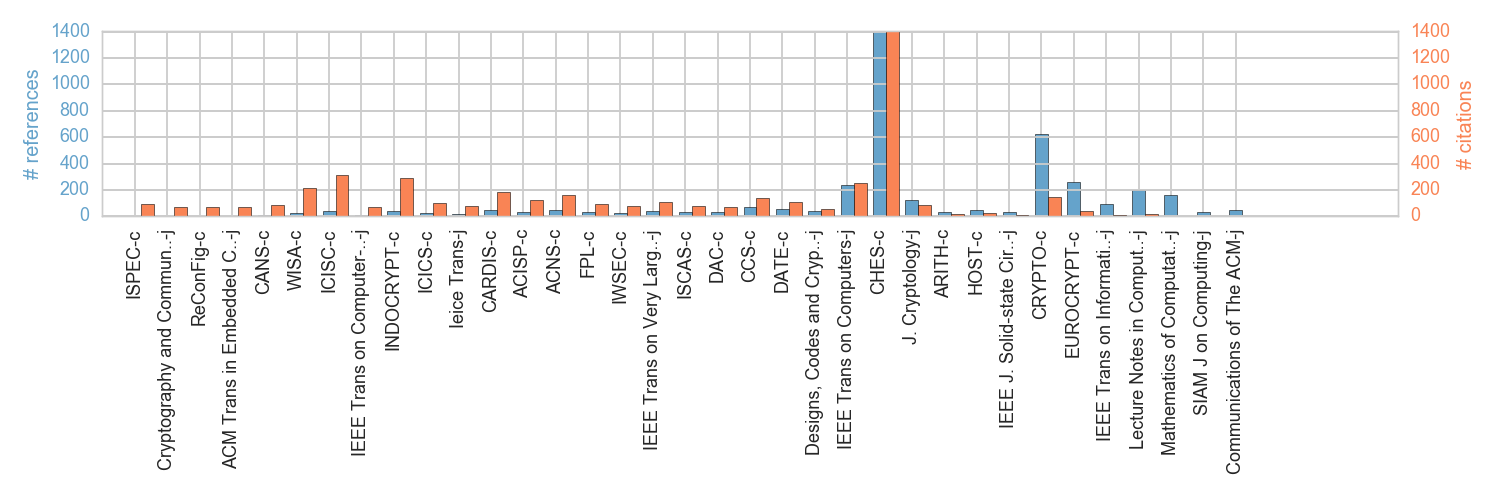 1400
1200
1000
800
600
400
200
0
# references
1400
1200
1000
800
600
400
200
0
# citations
ISPEC-c
Cryptography and Commun..-j
ReConFig-c
ACM Trans in Embedded C..-j
CANS-c
WISA-c
ICISC-c
IEEE Trans on Computer-..-j
INDOCRYPT-c
ICICS-c
Ieice Trans-j
CARDIS-c
ACISP-c
ACNS-c
FPL-c
IWSEC-c
IEEE Trans on Very Larg..-j
ISCAS-c
DAC-c
CCS-c
DATE-c
Designs, Codes and Cryp..-j
IEEE Trans on Computers-j
CHES-c
J. Cryptology-j
ARITH-c
HOST-c
IEEE J. Solid-state Cir..-j
CRYPTO-c
EUROCRYPT-c
IEEE Trans on Informati..-j
Lecture Notes in Comput..-j
Mathematics of Computat..-j
SIAM J on Computing-j
Communications of The ACM-j